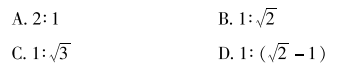 A. 2∶1 B. 1∶√2
C. 1∶√3 D. 1∶(√2 −1)